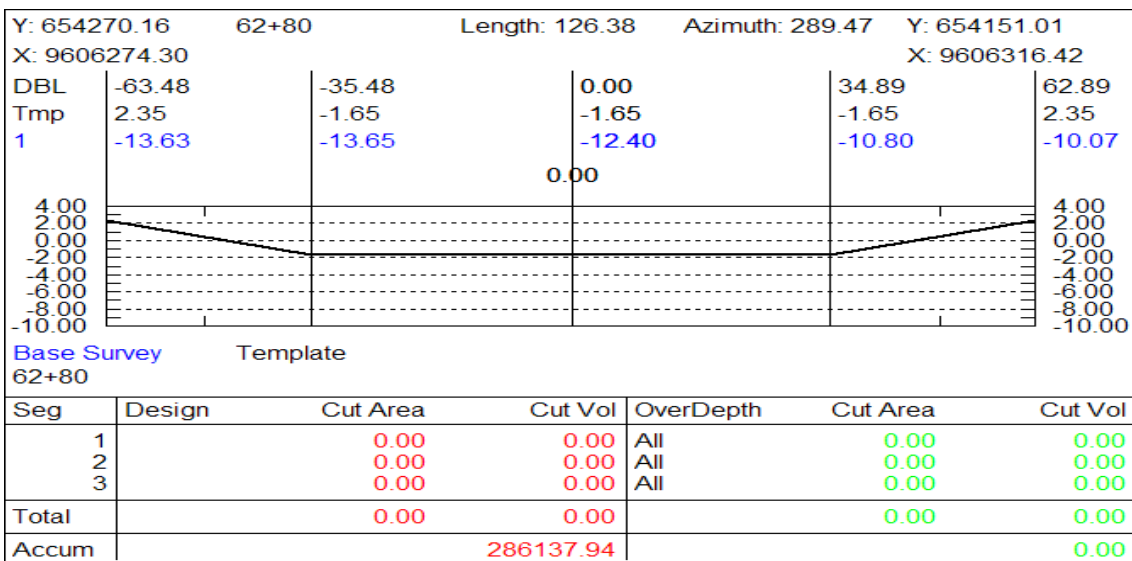 Y: 654270.16 62+80 Length: 126.38 Azimuth: 289.47 Y: 654151.01
X: 9606274.30 X: 9606316.42
DBL -63.48 -35.48 0.00 34.89 62.89
Tmp 2.35 -1.65 -1.65 -1.65 2.35
1 -13.63 -13.65 -12.40 -10.80 -10.07
0.00
4.00 4.00
2.00 2.00
0.00 0.00
-2.00 -2.00
-4.00 -4.00
-6.00 -6.00
-8.00 -8.00
-10.00 -10.00
Base Survey Template
62+80
Seg Design Cut Area Cut Vol OverDepth Cut Area Cut Vol
1 0.00 0.00 All 0.00 0.00
2 0.00 0.00 All 0.00 0.00
3 0.00 0.00 All 0.00 0.00
Total 0.00 0.00 0.00 0.00
Accum 286137.94 0.00